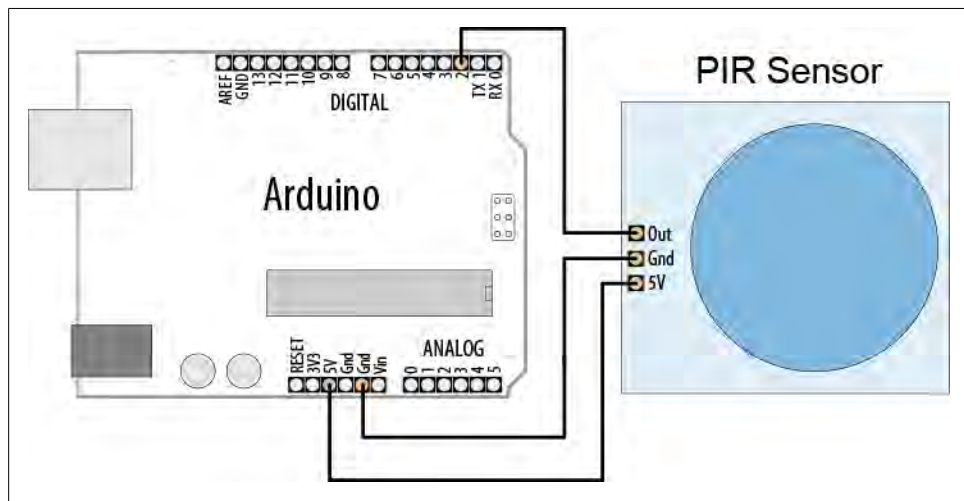 AREF
GND
13
12
11
10
9
8
7
6
5
4
3
2
TX 1
RX 0
DIGITAL
PIR Sensor
Arduino
Out
Gnd
5V
RESET
3V3
5V
Gnd
Gnd
Vin
ANALOG
0
1
2
3
4
5